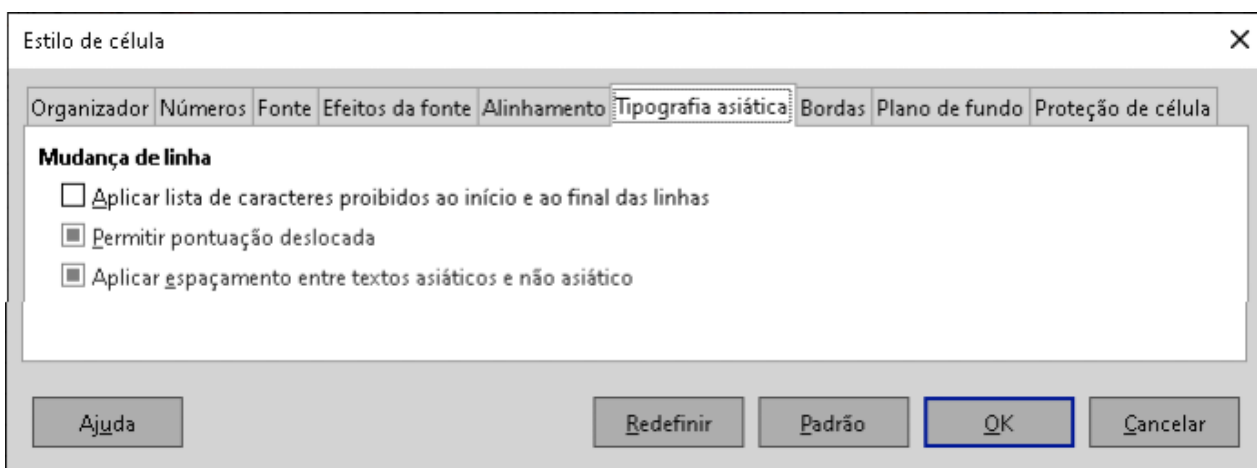 Estilo de célula
Organizador Números Fonte Efeitos da fonte Alinhamento Tipografia asiática Bordas Plano de fundo Proteção de célula
Mudança de linha
Aplicar lista de caracteres proibidos ao início e ao final das linhas
Permitir pontuação deslocada
Aplicar espaçamento entre textos asiáticos e não asiático
Ajuda Redefinir Padrão OK Cancelar